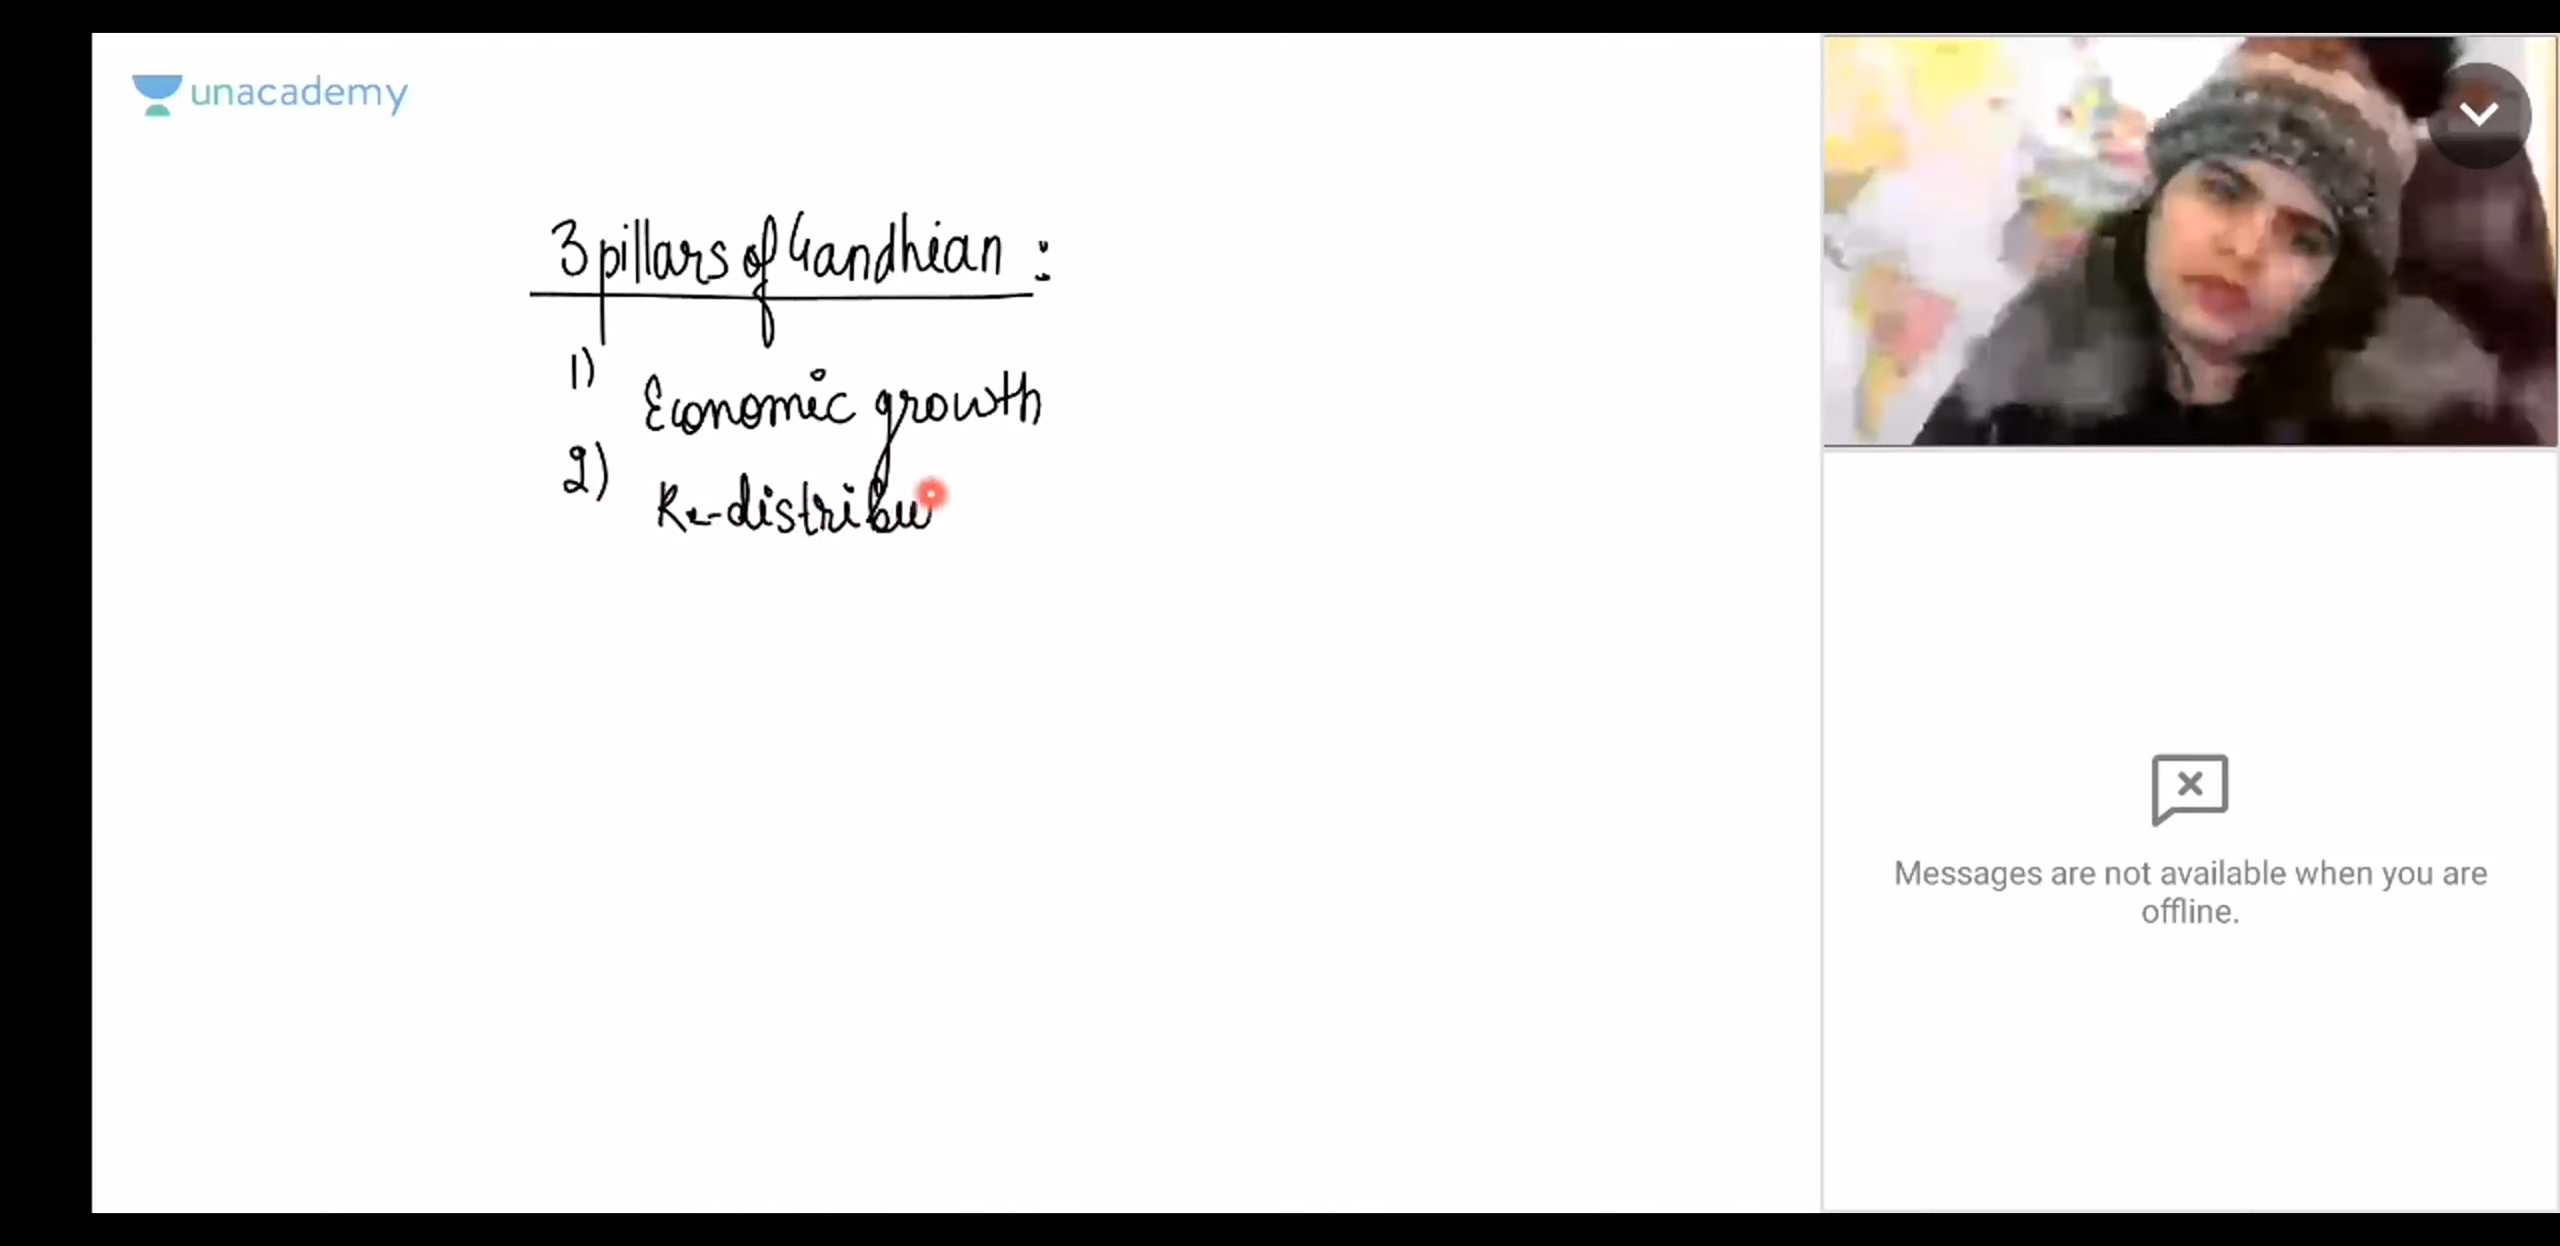 unacademy
3 pillars of Gandhian :
1) Economic growth
2) Re-distribu
Messages are not available when you are
offline.